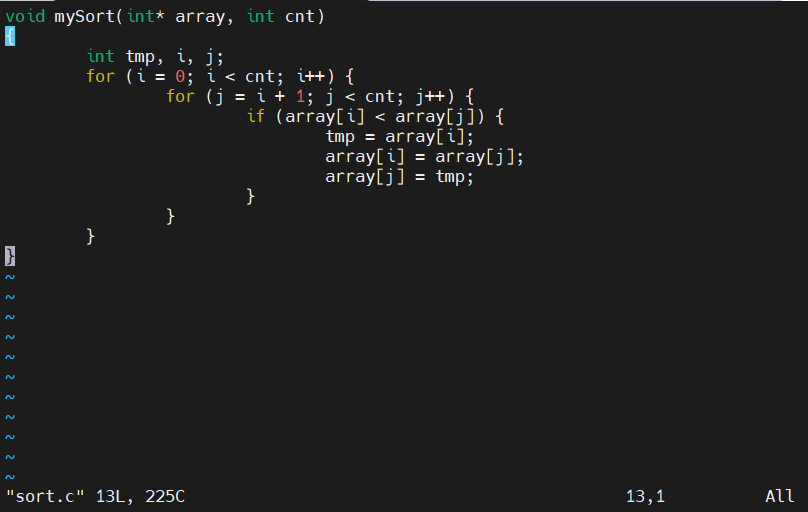 void mySort(int* array, int cnt)
{
        int tmp, i, j;
        for (i = 0; i < cnt; i++) {
                for (j = i + 1; j < cnt; j++) {
                        if (array[i] < array[j]) {
                                tmp = array[i];
                                array[i] = array[j];
                                array[j] = tmp;
                        }
                }
        }
}
~
~
~
~
~
~
~
~
~
~
~
"sort.c" 13L, 225C 13,1 All